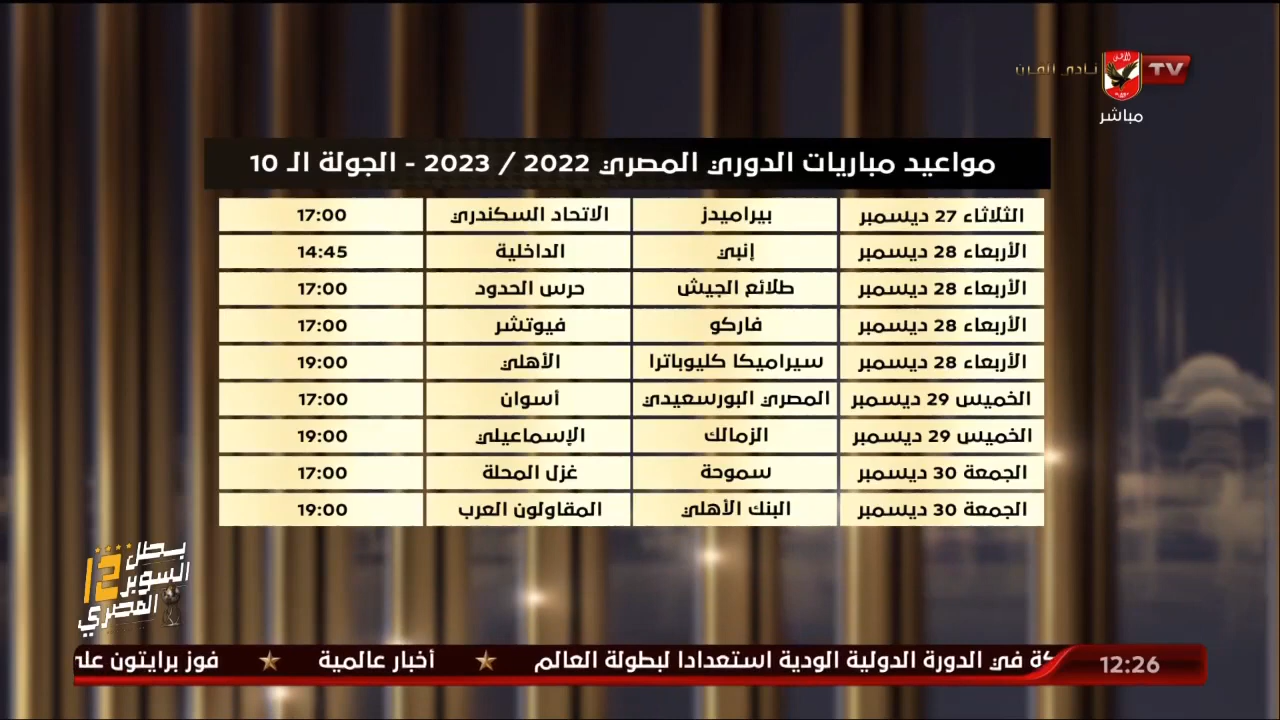 نادي القرن
TV
مباشر
مواعيد مباريات الدوري المصري 2022 / 2023 - الجولة الـ 10
الثلاثاء 27 ديسمبر بيراميدز الاتحاد السكندري 17:00
الأربعاء 28 ديسمبر إنبي الداخلية 14:45
الأربعاء 28 ديسمبر طلائع الجيش حرس الحدود 17:00
الأربعاء 28 ديسمبر فاركو فيوتشر 17:00
الأربعاء 28 ديسمبر سيراميكا كليوباترا الأهلي 19:00
الخميس 29 ديسمبر المصري البورسعيدي أسوان 17:00
الخميس 29 ديسمبر الزمالك الإسماعيلي 19:00
الجمعة 30 ديسمبر سموحة غزل المحلة 17:00
الجمعة 30 ديسمبر البنك الأهلي المقاولون العرب 19:00
بطل
السوبر 12
المصري
12:26 كة في الدورة الدولية الودية استعدادا لبطولة العالم أخبار عالمية فوز برايتون على